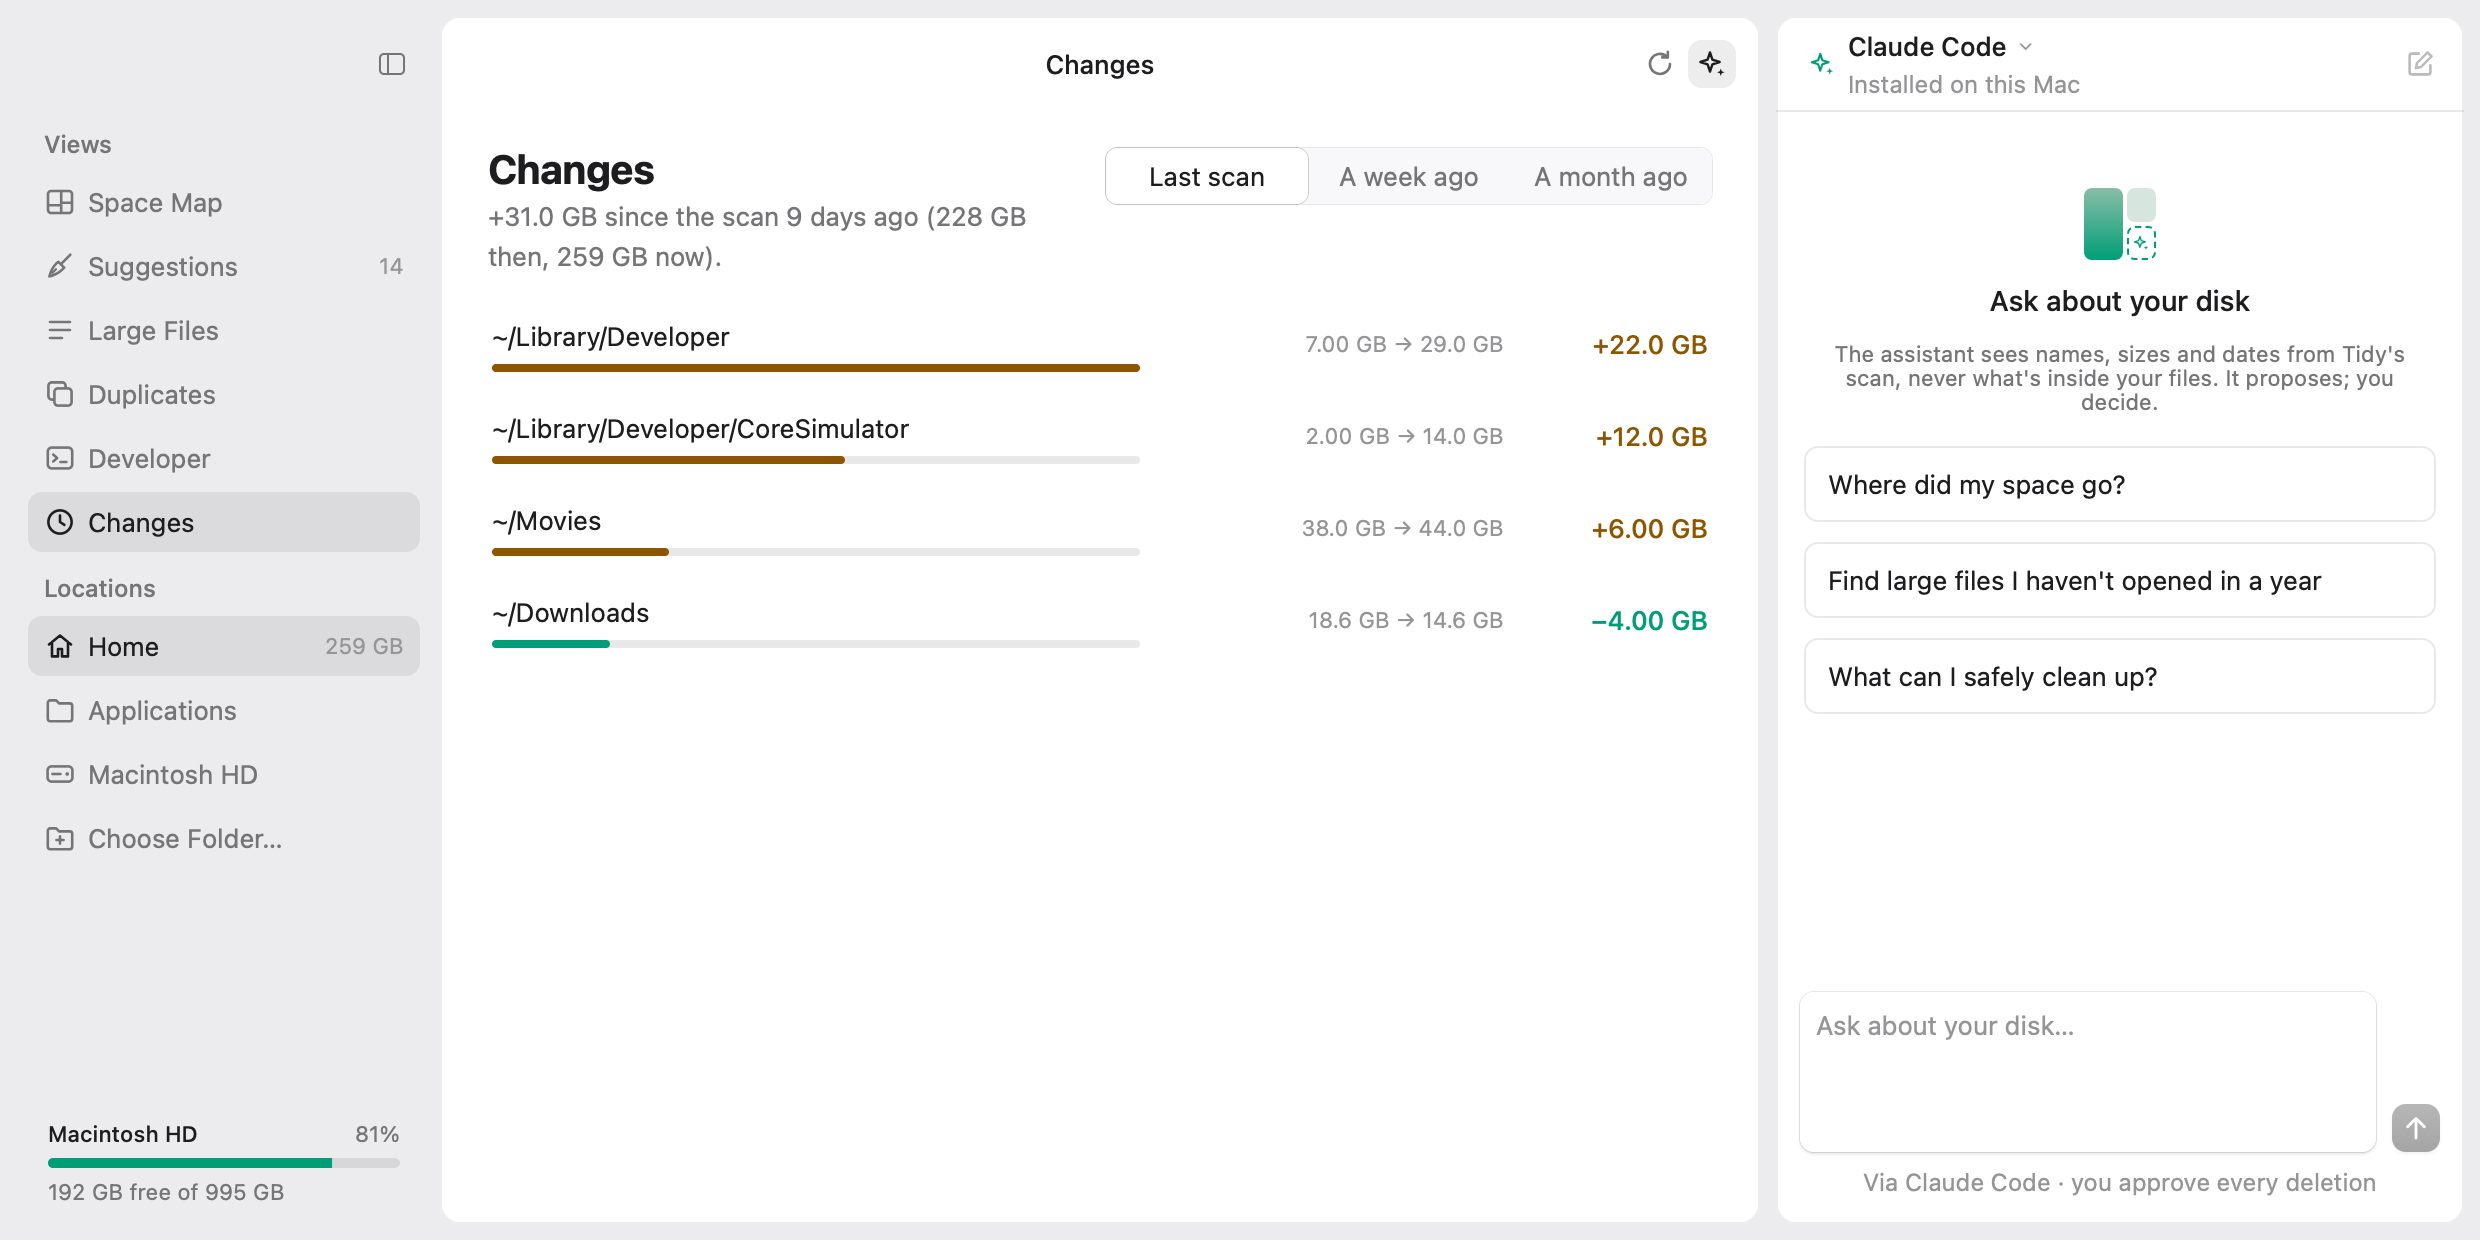 Views
Space Map
Suggestions 14
Large Files
Duplicates
Developer
Changes
Locations
Home 259 GB
Applications
Macintosh HD
Choose Folder...
Macintosh HD 81%
192 GB free of 995 GB
Changes
Changes
Last scan A week ago A month ago
+31.0 GB since the scan 9 days ago (228 GB
then, 259 GB now).
~/Library/Developer 7.00 GB → 29.0 GB +22.0 GB
~/Library/Developer/CoreSimulator 2.00 GB → 14.0 GB +12.0 GB
~/Movies 38.0 GB → 44.0 GB +6.00 GB
~/Downloads 18.6 GB → 14.6 GB −4.00 GB
Claude Code
Installed on this Mac
Ask about your disk
The assistant sees names, sizes and dates from Tidy's
scan, never what's inside your files. It proposes; you
decide.
Where did my space go?
Find large files I haven't opened in a year
What can I safely clean up?
Ask about your disk...
Via Claude Code · you approve every deletion